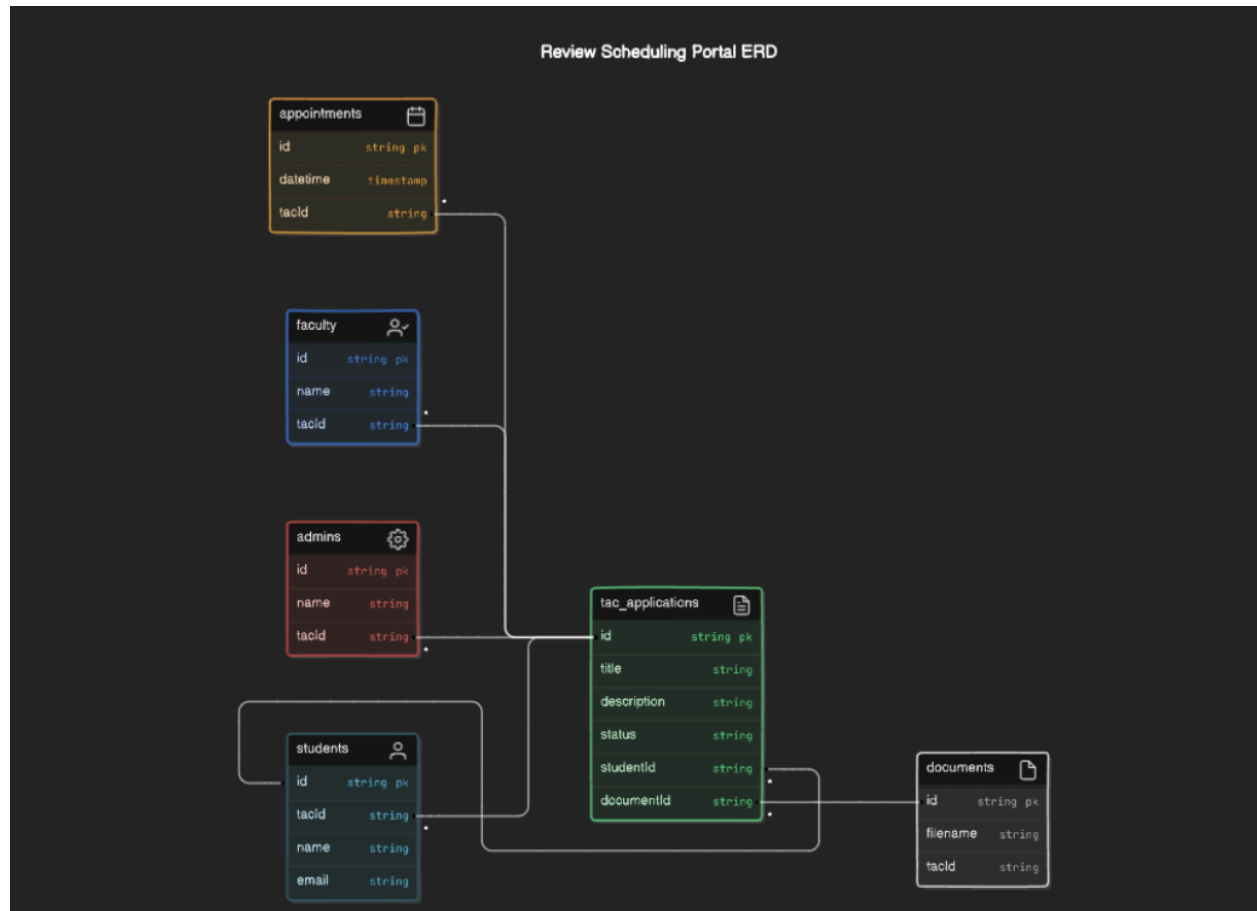 Review Scheduling Portal ERD
appointments
id string pk
datetime timestamp
tacId string
*
faculty
id string pk
name string
tacId string
*
admins
id string pk
name string
tacId string
*
students
id string pk
tacId string
*
name string
email string
tac_applications
id string pk
title string
description string
status string
studentId string
*
documentId string
*
documents
id string pk
filename string
tacId string